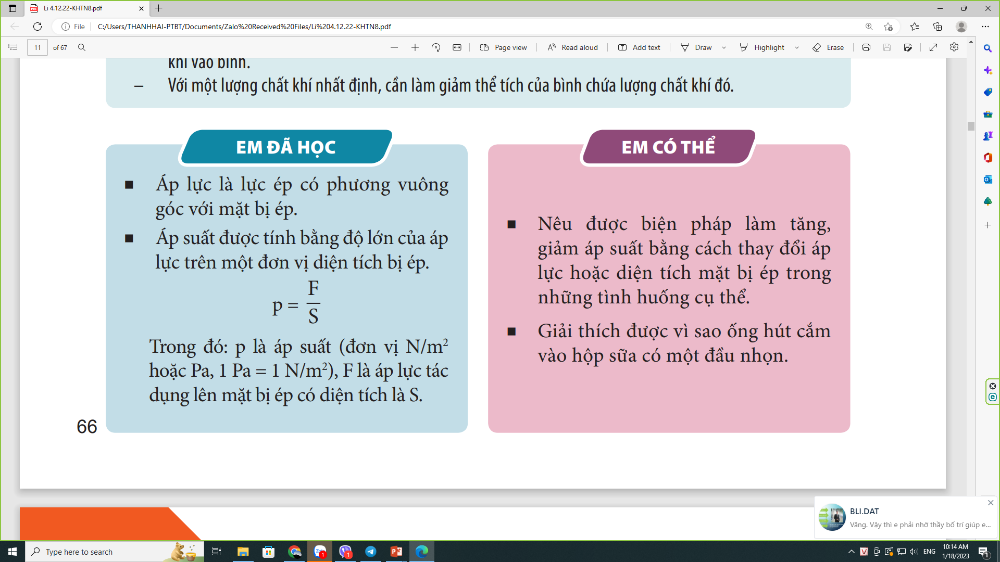 Li 4.12.22-KHTN8.pdf
File
C:/Users/THANHHAI-PTBT/Documents/Zalo%20Received%20Files/Li%204.12.22-KHTN8.pdf
11 of 67
Page view
Read aloud
Add text
Draw
Highlight
Erase
khí vào bình.
– Với một lượng chất khí nhất định, cần làm giảm thể tích của bình chứa lượng chất khí đó.
EM ĐÃ HỌC
■ Áp lực là lực ép có phương vuông
góc với mặt bị ép.
■ Áp suất được tính bằng độ lớn của áp
lực trên một đơn vị diện tích bị ép.
p = F/S
Trong đó: p là áp suất (đơn vị N/m²
hoặc Pa, 1 Pa = 1 N/m²), F là áp lực tác
dụng lên mặt bị ép có diện tích là S.
66
EM CÓ THỂ
■ Nêu được biện pháp làm tăng,
giảm áp suất bằng cách thay đổi áp
lực hoặc diện tích mặt bị ép trong
những tình huống cụ thể.
■ Giải thích được vì sao ống hút cắm
vào hộp sữa có một đầu nhọn.
BLI.DAT
Vâng. Vậy thì e phải nhờ thầy bố trí giúp e...
Type here to search
ENG
10:14 AM
1/18/2023